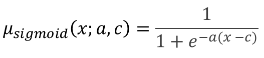 μ_sigmoid(x; a, c) = 1 / (1 + e^{−a(x −c)})